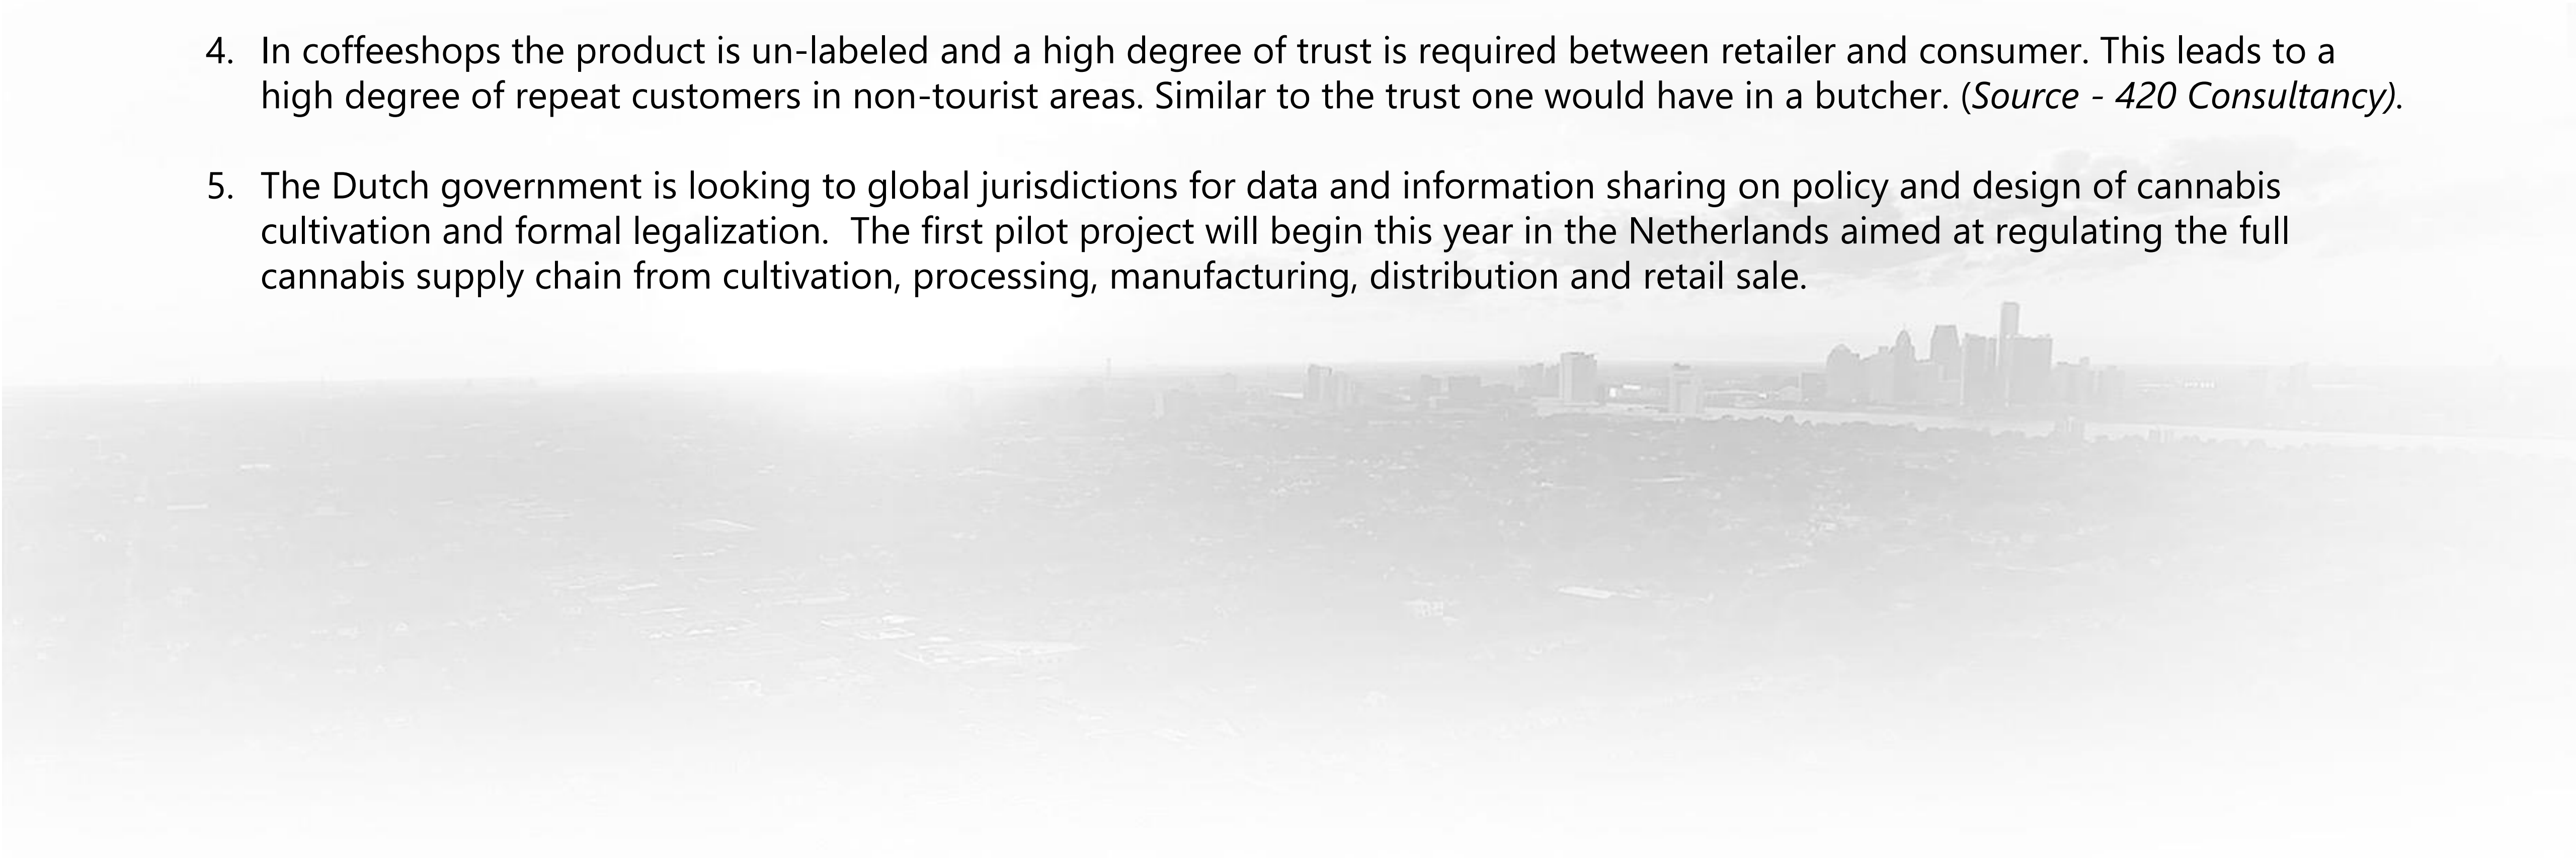 4. In coffeeshops the product is un-labeled and a high degree of trust is required between retailer and consumer. This leads to a
high degree of repeat customers in non-tourist areas. Similar to the trust one would have in a butcher. (Source - 420 Consultancy).
5. The Dutch government is looking to global jurisdictions for data and information sharing on policy and design of cannabis
cultivation and formal legalization.  The first pilot project will begin this year in the Netherlands aimed at regulating the full
cannabis supply chain from cultivation, processing, manufacturing, distribution and retail sale.